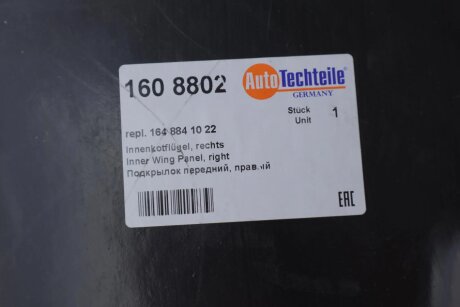 160 8802
AutoTechteile®
GERMANY
Stück
Unit 1
repl. 164 884 10 22
Innenkotflügel, rechts
Inner Wing Panel, right
Подкрылок передний, правый
EAC